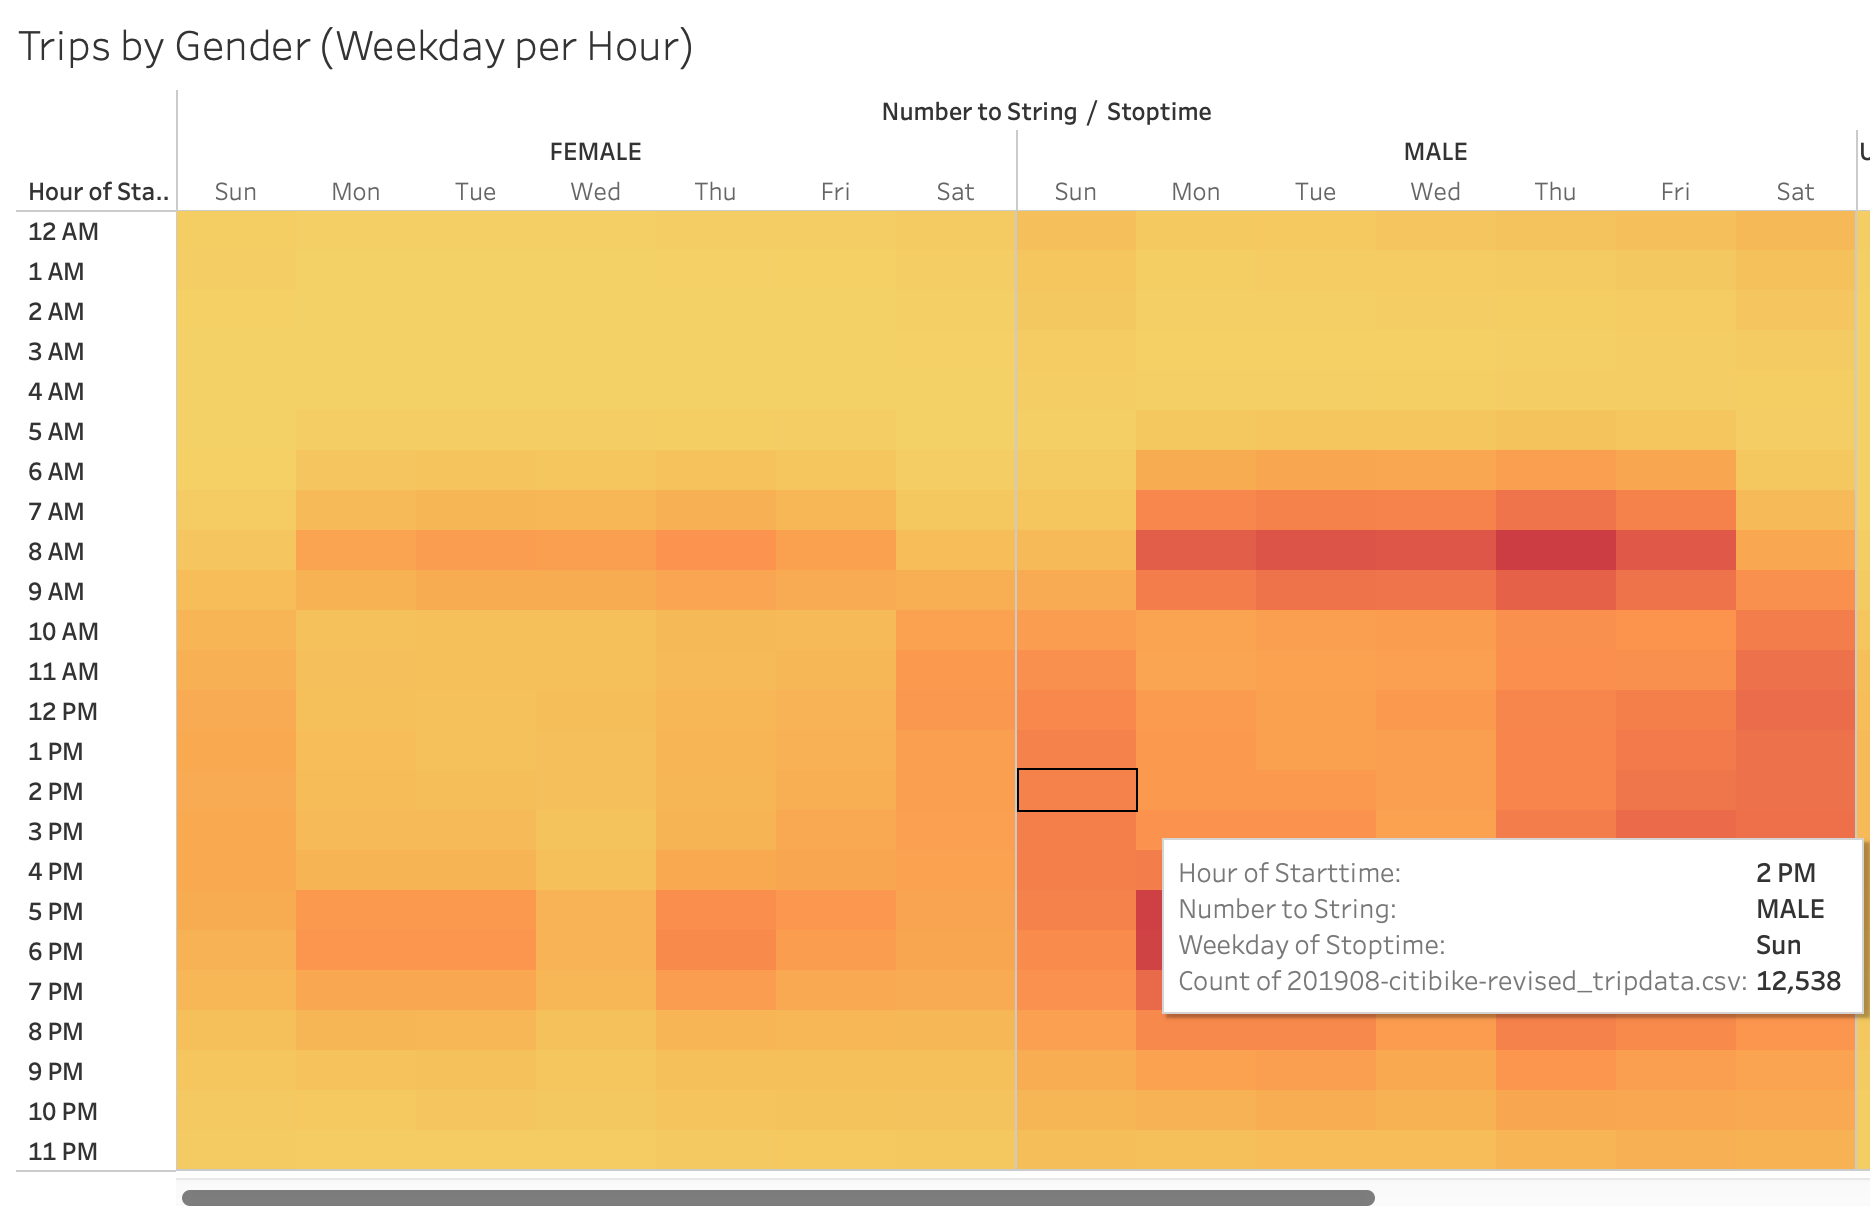 Trips by Gender (Weekday per Hour)
Number to String / Stoptime
FEMALE MALE U
Hour of Sta.. Sun Mon Tue Wed Thu Fri Sat Sun Mon Tue Wed Thu Fri Sat
12 AM
1 AM
2 AM
3 AM
4 AM
5 AM
6 AM
7 AM
8 AM
9 AM
10 AM
11 AM
12 PM
1 PM
2 PM
3 PM
4 PM
5 PM
6 PM
7 PM
8 PM
9 PM
10 PM
11 PM
Hour of Starttime: 2 PM
Number to String: MALE
Weekday of Stoptime: Sun
Count of 201908-citibike-revised_tripdata.csv: 12,538